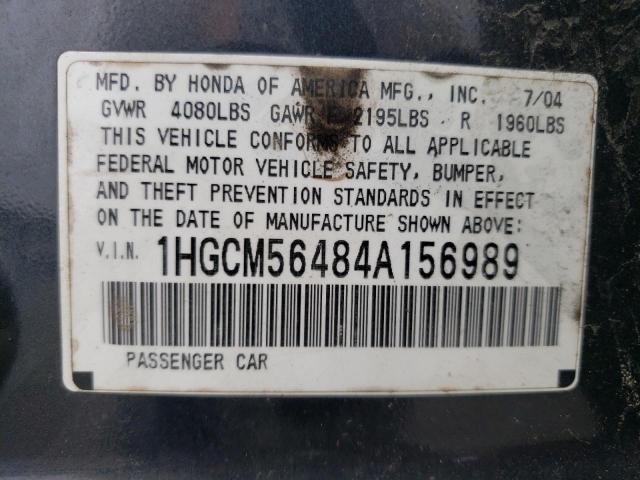 MFD. BY HONDA OF AMERICA MFG., INC. 7/04
GVWR 4080LBS GAWR F 2195LBS R 1960LBS
THIS VEHICLE CONFORMS TO ALL APPLICABLE
FEDERAL MOTOR VEHICLE SAFETY, BUMPER,
AND THEFT PREVENTION STANDARDS IN EFFECT
ON THE DATE OF MANUFACTURE SHOWN ABOVE:
V.I.N. 1HGCM56484A156989
PASSENGER CAR